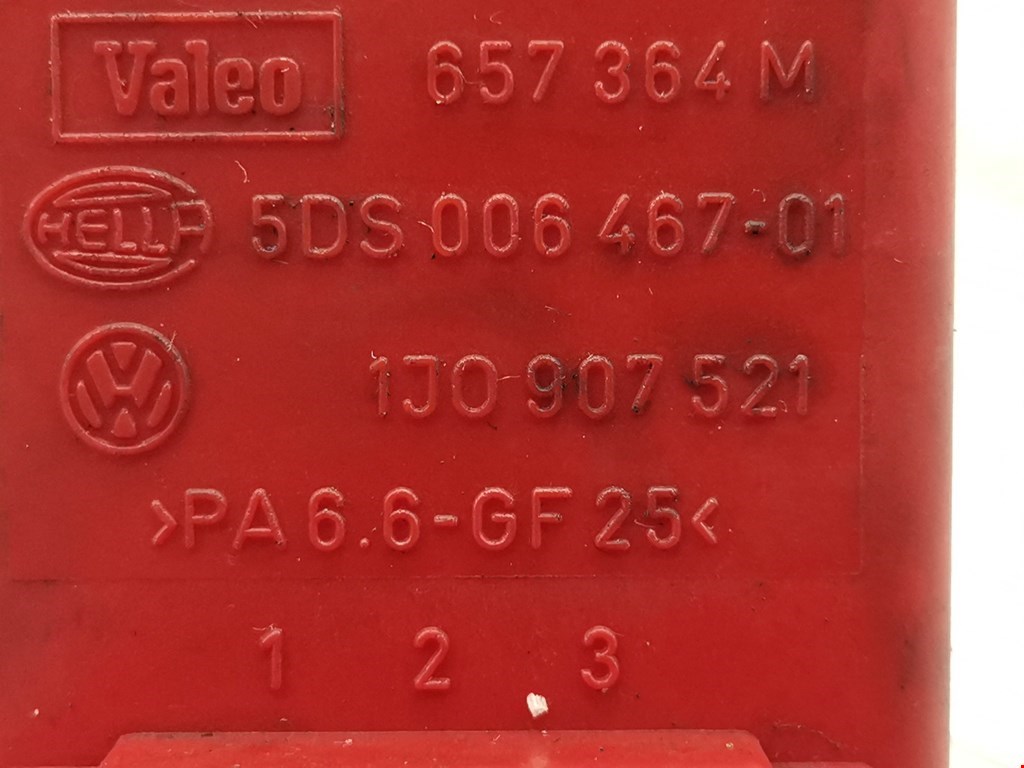 Valeo 657 364 M
HELLA 5DS 006 467-01
VW 1J0 907 521
>PA 6.6-GF 25<
1 2 3